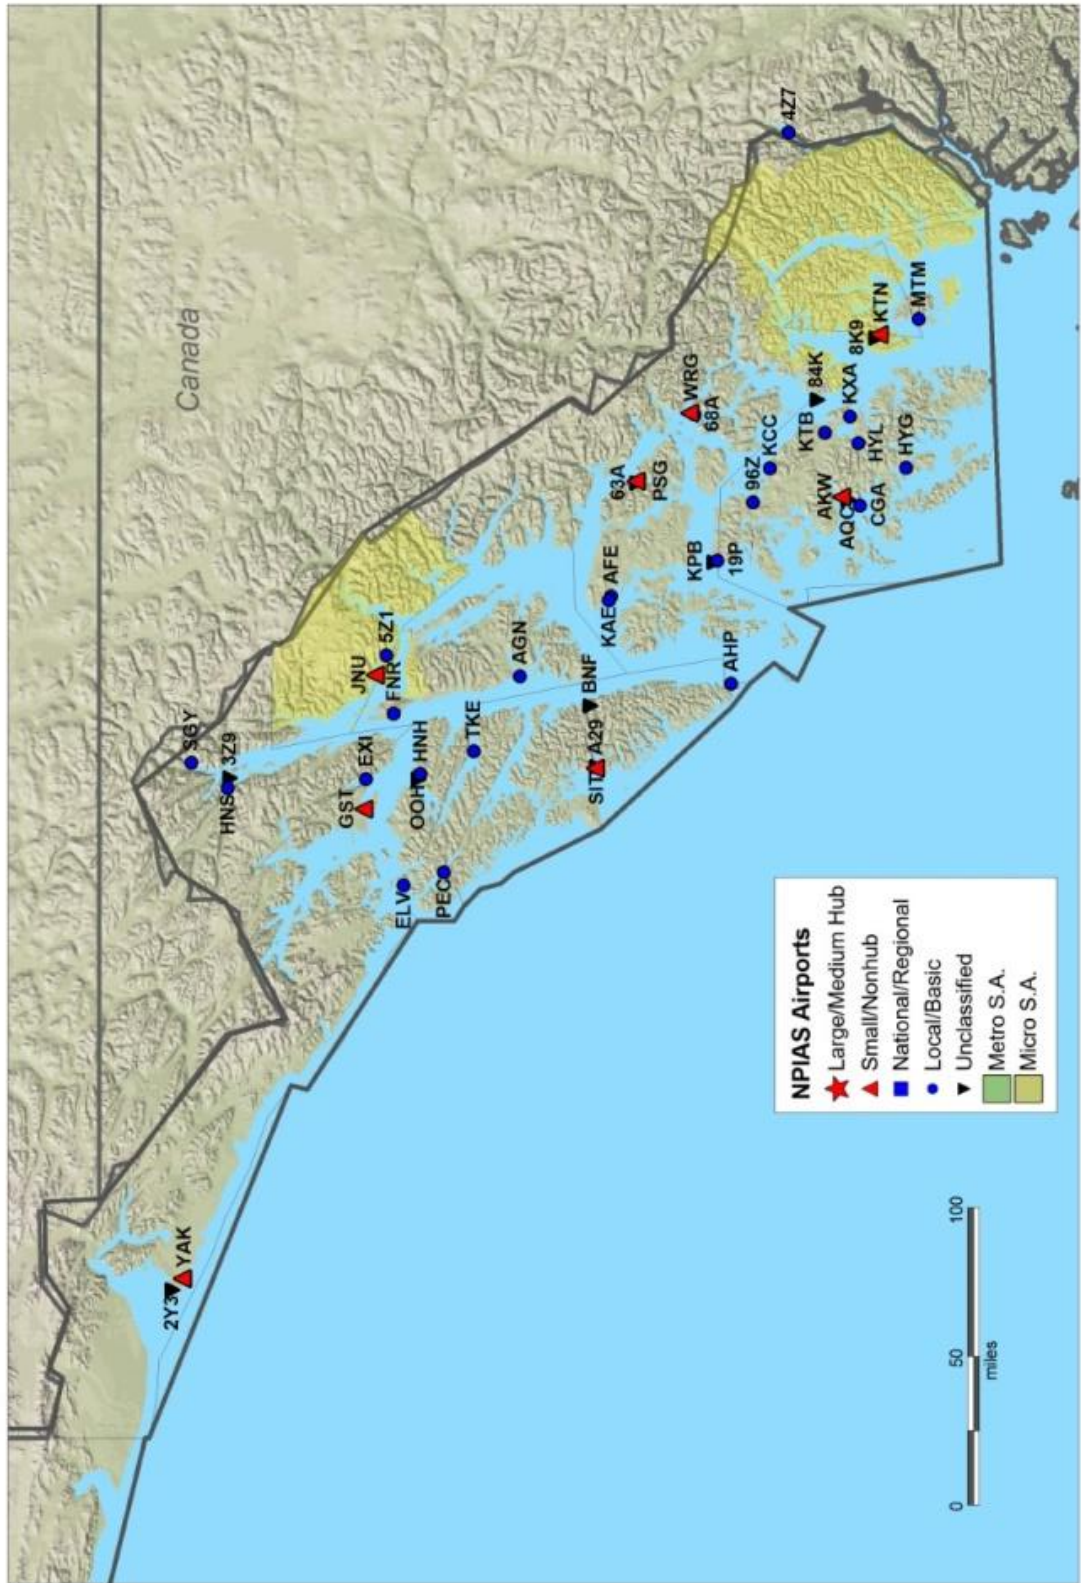 Canada
2Y3
YAK
SGY
3Z9
HNS
GST
EXI
JNU
5Z1
FNR
ELV
OOH
HNH
PEC
TKE
AGN
SIT
A29
BNF
KAE
AFE
63A
PSG
WRG
68A
KPB
19P
AHP
96Z
KCC
4Z7
KTB
84K
AKW
AQC
CGA
HYL
KXA
8K9
KTN
HYG
MTM
NPIAS Airports
Large/Medium Hub
Small/Nonhub
National/Regional
Local/Basic
Unclassified
Metro S.A.
Micro S.A.
0 50 100
miles